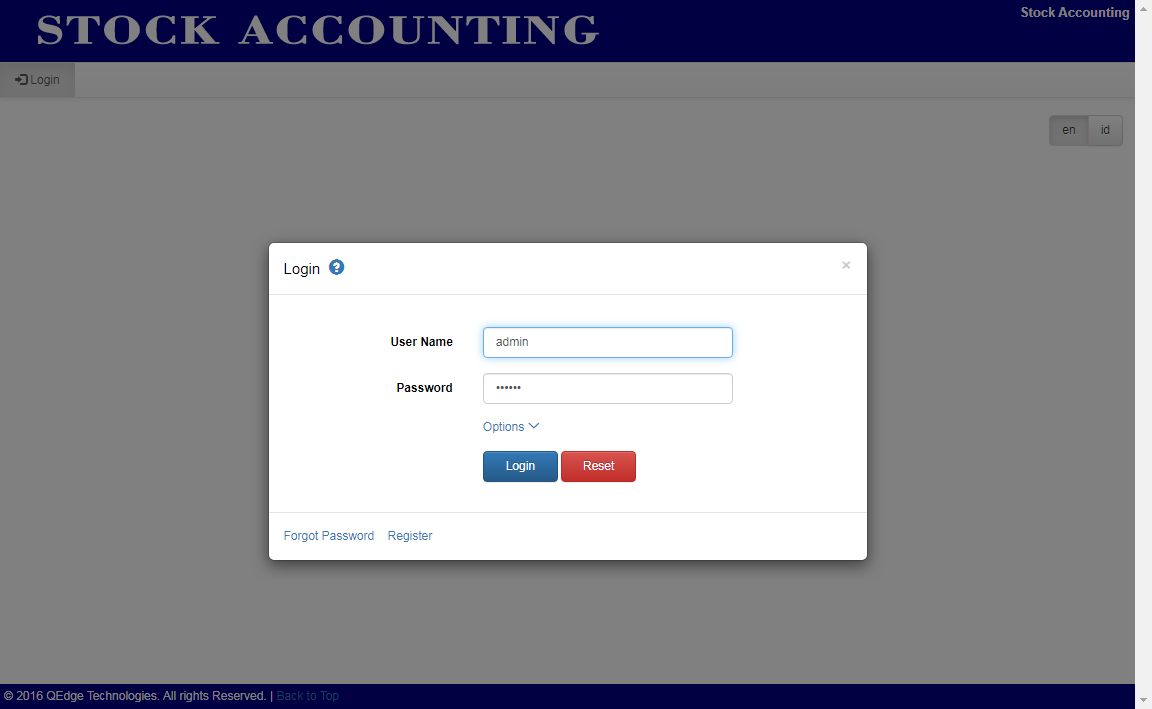 STOCK ACCOUNTING
Stock Accounting
Login
en id
Login ?
×
User Name admin
Password ••••••
Options
Login Reset
Forgot Password Register
© 2016 QEdge Technologies. All rights Reserved. | Back to Top